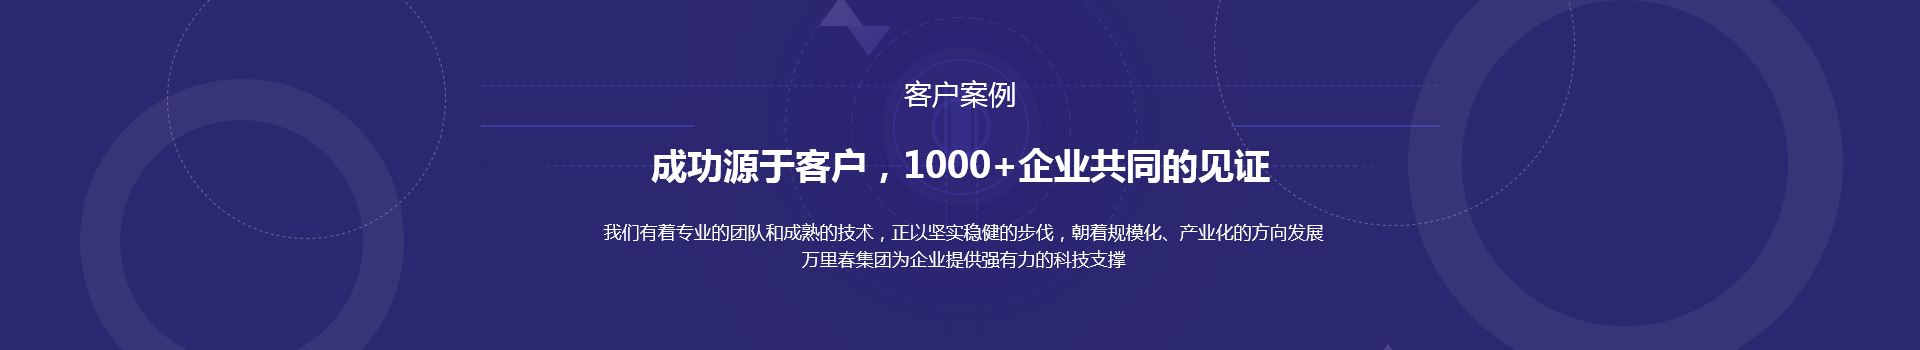 客户案例
成功源于客户，1000+企业共同的见证
我们有着专业的团队和成熟的技术，正以坚实稳健的步伐，朝着规模化、产业化的方向发展
万里春集团为企业提供强有力的科技支撑